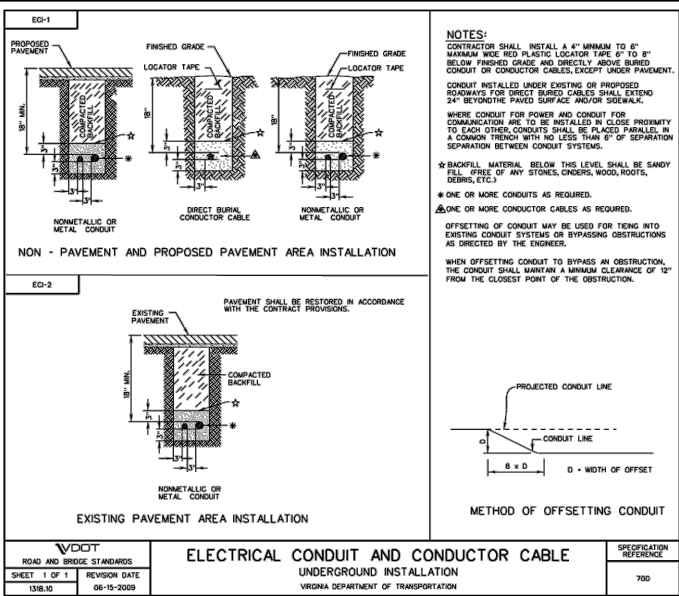 ECI-1
PROPOSED
PAVEMENT
18" MIN.
COMPACTED
BACKFILL
☆
3"
3"
*
3"
3"
NONMETALLIC OR
METAL CONDUIT
FINISHED GRADE
LOCATOR TAPE
18"
COMPACTED
BACKFILL
3"
3"
3"
DIRECT BURIAL
CONDUCTOR CABLE
FINISHED GRADE
LOCATOR TAPE
18"
COMPACTED
BACKFILL
☆
3"
3"
*
3"
3"
NONMETALLIC OR
METAL CONDUIT
NON - PAVEMENT AND PROPOSED PAVEMENT AREA INSTALLATION
ECI-2
PAVEMENT SHALL BE RESTORED IN ACCORDANCE
WITH THE CONTRACT PROVISIONS.
EXISTING
PAVEMENT
18" MIN.
COMPACTED
BACKFILL
☆
3"
3"
*
3"
3"
NONMETALLIC OR
METAL CONDUIT
EXISTING PAVEMENT AREA INSTALLATION
NOTES:
CONTRACTOR SHALL INSTALL A 4" MINIMUM TO 6"
MAXIMUM WIDE RED PLASTIC LOCATOR TAPE 6" TO 8"
BELOW FINISHED GRADE AND DIRECTLY ABOVE BURIED
CONDUIT OR CONDUCTOR CABLES, EXCEPT UNDER PAVEMENT.
CONDUIT INSTALLED UNDER EXISTING OR PROPOSED
ROADWAYS FOR DIRECT BURIED CABLES SHALL EXTEND
24" BEYONDTHE PAVED SURFACE AND/OR SIDEWALK.
WHERE CONDUIT FOR POWER AND CONDUIT FOR
COMMUNICATION ARE TO BE INSTALLED IN CLOSE PROXIMITY
TO EACH OTHER, CONDUITS SHALL BE PLACED PARALLEL IN
A COMMON TRENCH WITH NO LESS THAN 6" OF SEPARATION
SEPARATION BETWEEN CONDUIT SYSTEMS.
☆ BACKFILL MATERIAL BELOW THIS LEVEL SHALL BE SANDY
FILL (FREE OF ANY STONES, CINDERS, WOOD, ROOTS,
DEBRIS, ETC.)
* ONE OR MORE CONDUITS AS REQUIRED.
ONE OR MORE CONDUCTOR CABLES AS REQUIRED.
OFFSETTING OF CONDUIT MAY BE USED FOR TIEING INTO
EXISTING CONDUIT SYSTEMS OR BYPASSING OBSTRUCTIONS
AS DIRECTED BY THE ENGINEER.
WHEN OFFSETTING CONDUIT TO BYPASS AN OBSTRUCTION,
THE CONDUIT SHALL MAINTAIN A MINIMUM CLEARANCE OF 12"
FROM THE CLOSEST POINT OF THE OBSTRUCTION.
PROJECTED CONDUIT LINE
CONDUIT LINE
D
8 x D
D - WIDTH OF OFFSET
METHOD OF OFFSETTING CONDUIT
VDOT
ROAD AND BRIDGE STANDARDS
SHEET 1 OF 1
REVISION DATE
1318.10
06-15-2009
ELECTRICAL CONDUIT AND CONDUCTOR CABLE
UNDERGROUND INSTALLATION
VIRGINIA DEPARTMENT OF TRANSPORTATION
SPECIFICATION
REFERENCE
700